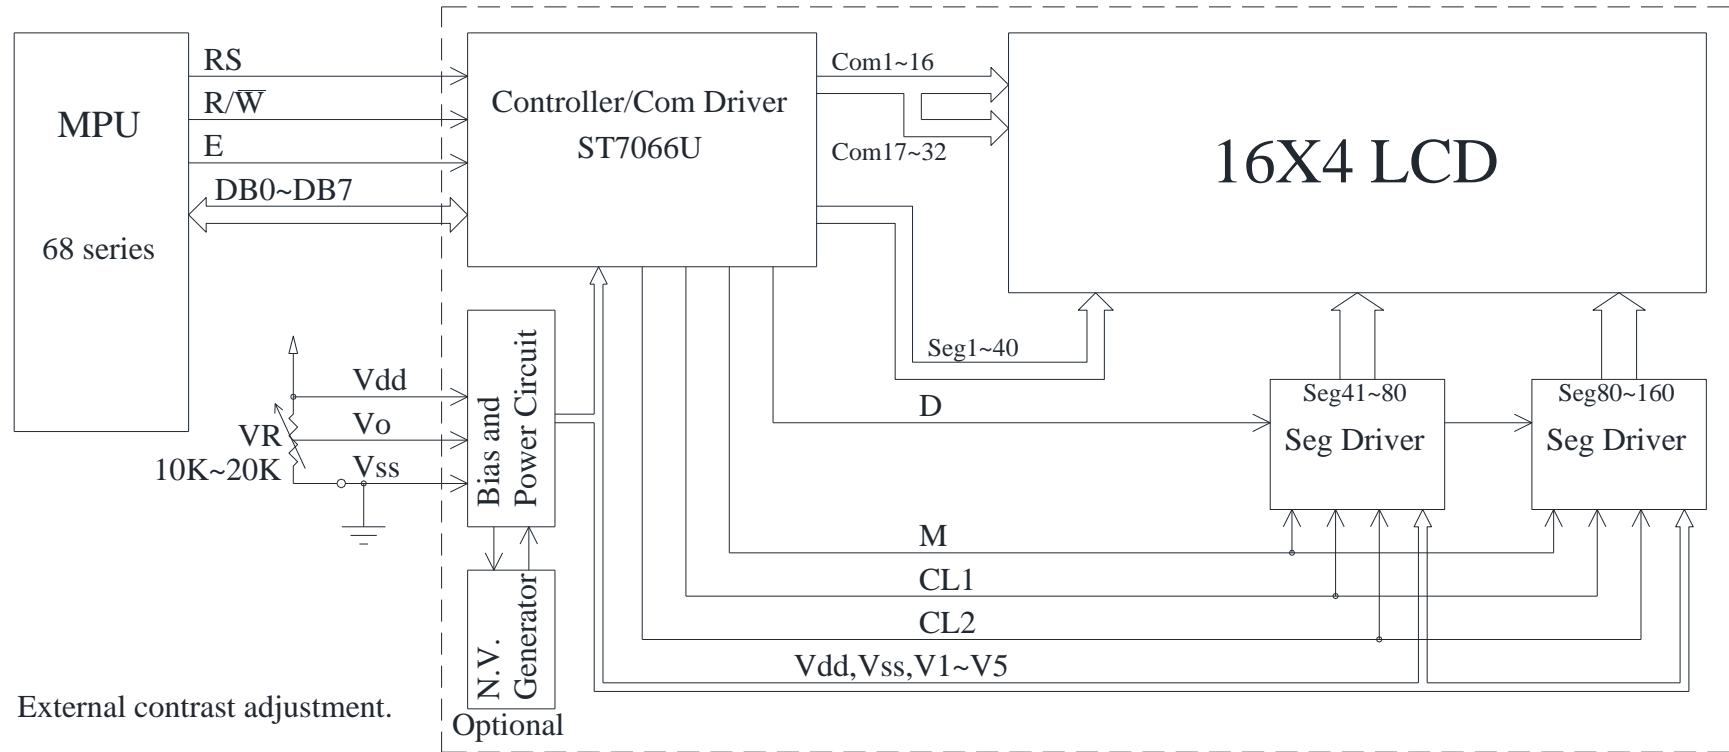 MPU
68 series
RS
R/W̅
E
DB0~DB7
Controller/Com Driver
ST7066U
Com1~16
Com17~32
16X4 LCD
Seg1~40
Vdd
Vo
Vss
VR
10K~20K
Bias and
Power Circuit
N.V.
Generator
Optional
D
Seg41~80
Seg Driver
Seg80~160
Seg Driver
M
CL1
CL2
Vdd,Vss,V1~V5
External contrast adjustment.